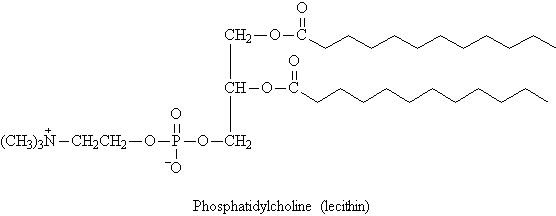 O
CH₂—O—C
O
CH—O—C
O
(CH₃)₃N⁺—CH₂CH₂—O—P—O—CH₂
⁻O
Phosphatidylcholine (lecithin)